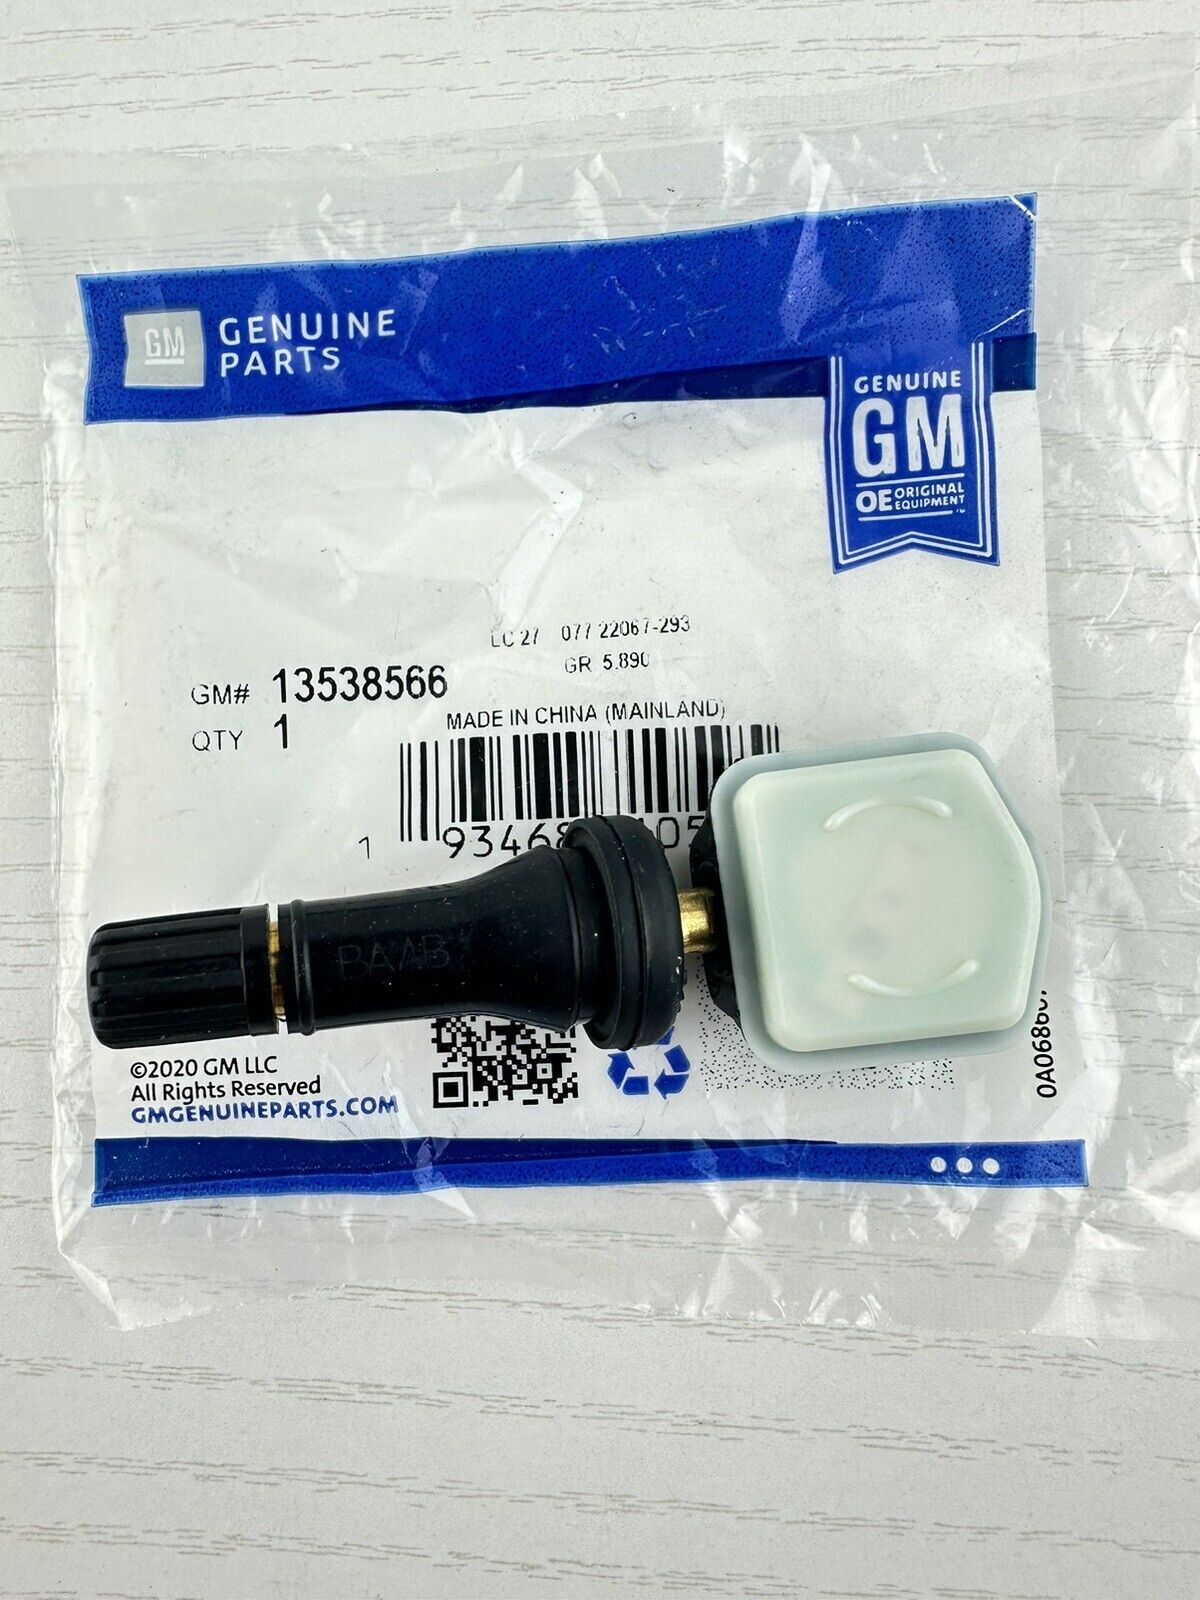 GM GENUINE
PARTS
GENUINE
GM
OE ORIGINAL
EQUIPMENT
LC 27 077 22067-293
GR 5.890
GM# 13538566
QTY 1
MADE IN CHINA (MAINLAND)
1
BAAB
©2020 GM LLC
All Rights Reserved
GMGENUINEPARTS.COM